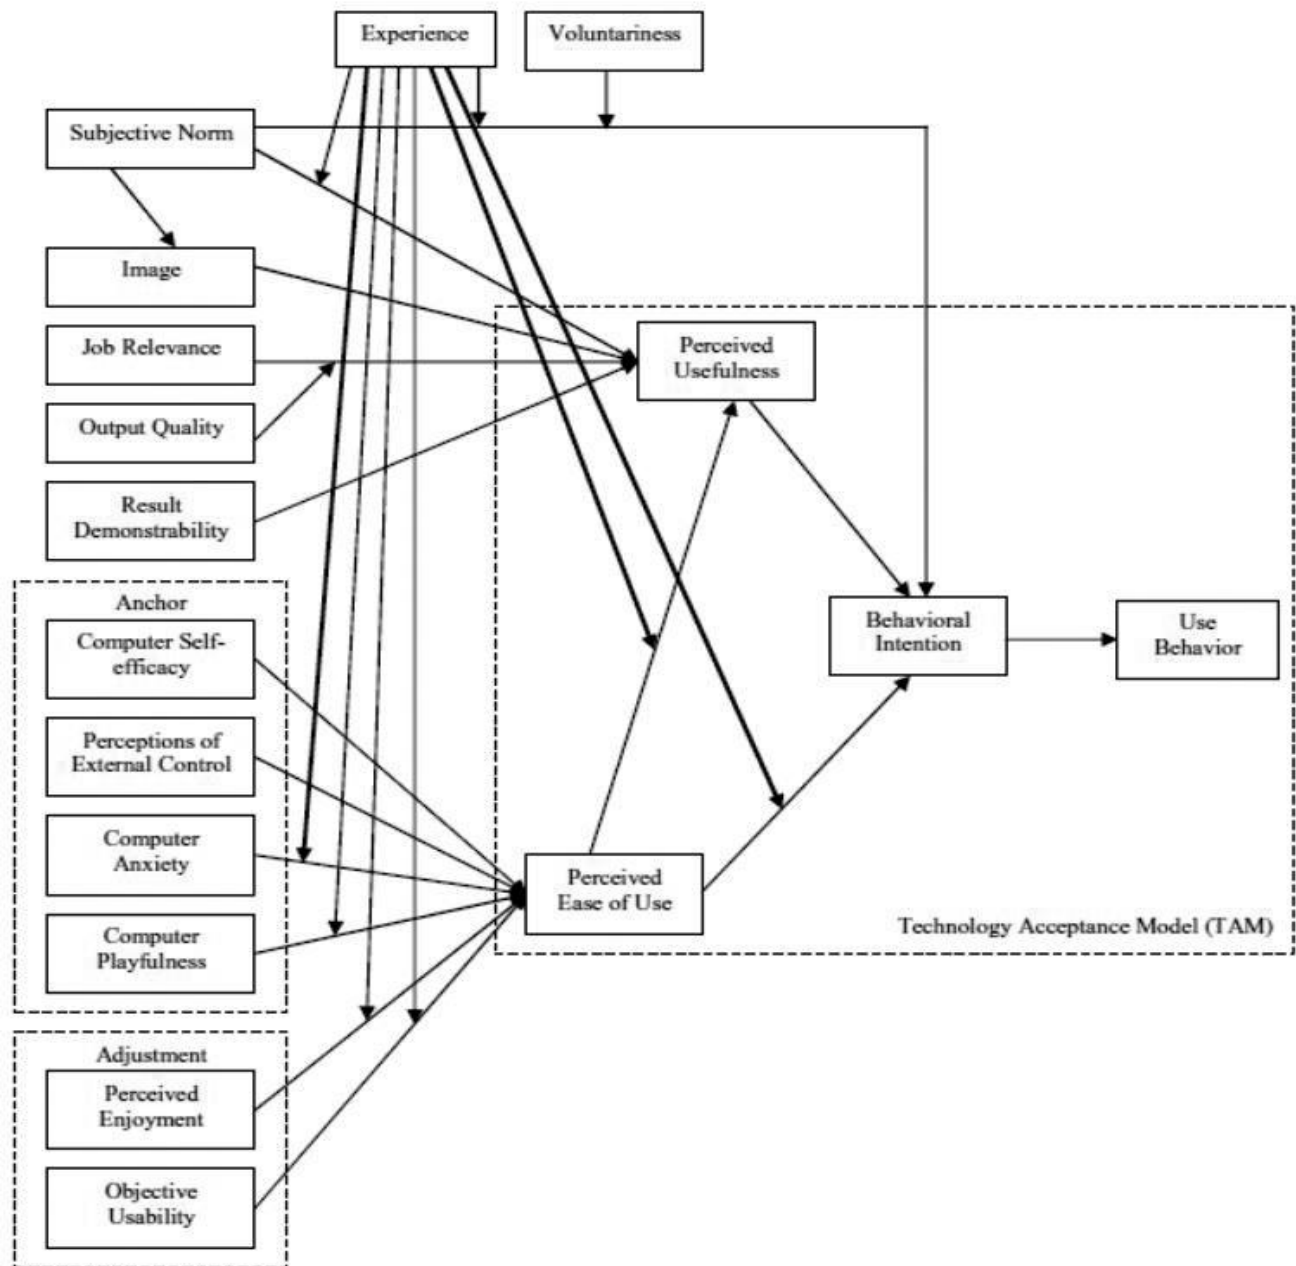 Experience
Voluntariness
Subjective Norm
Image
Job Relevance
Output Quality
Result
Demonstrability
Perceived
Usefulness
Anchor
Computer Self-
efficacy
Perceptions of
External Control
Computer
Anxiety
Computer
Playfulness
Behavioral
Intention
Use
Behavior
Perceived
Ease of Use
Technology Acceptance Model (TAM)
Adjustment
Perceived
Enjoyment
Objective
Usability